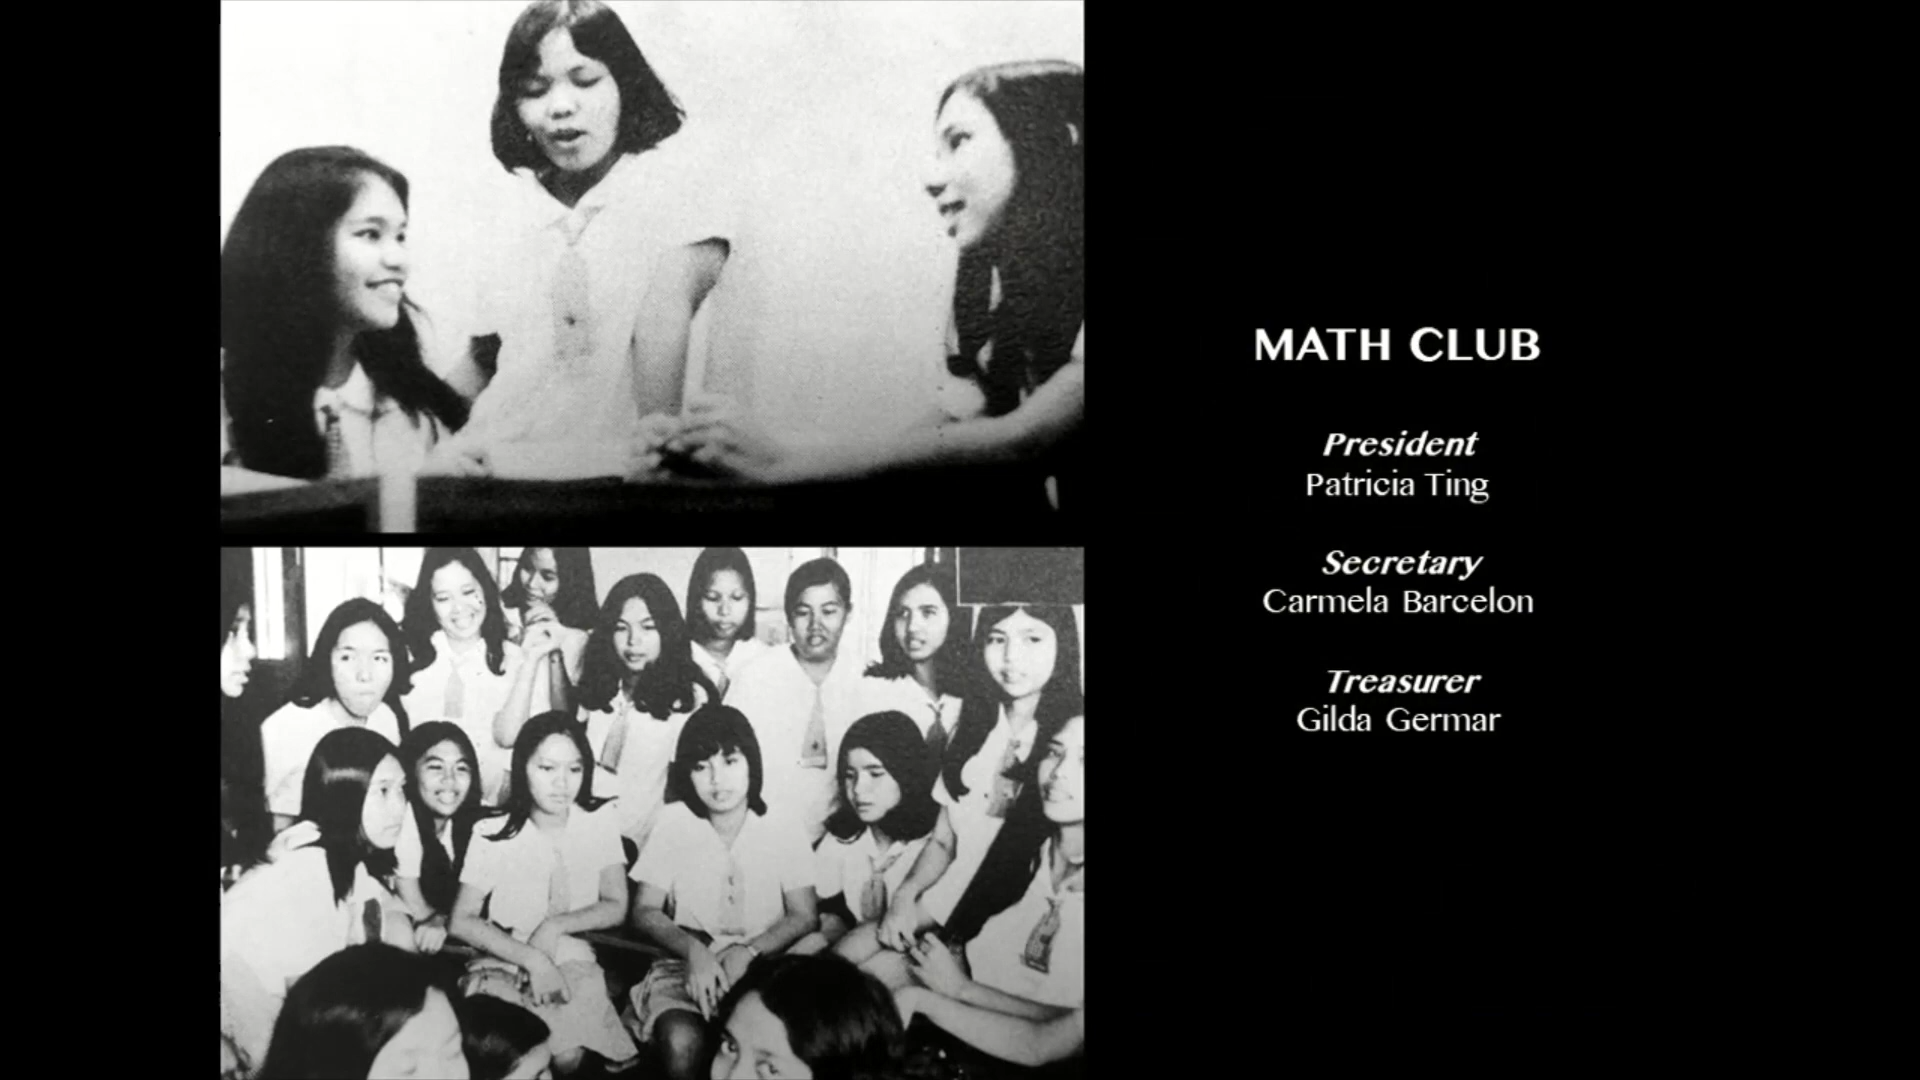 MATH CLUB
President
Patricia Ting
Secretary
Carmela Barcelon
Treasurer
Gilda Germar